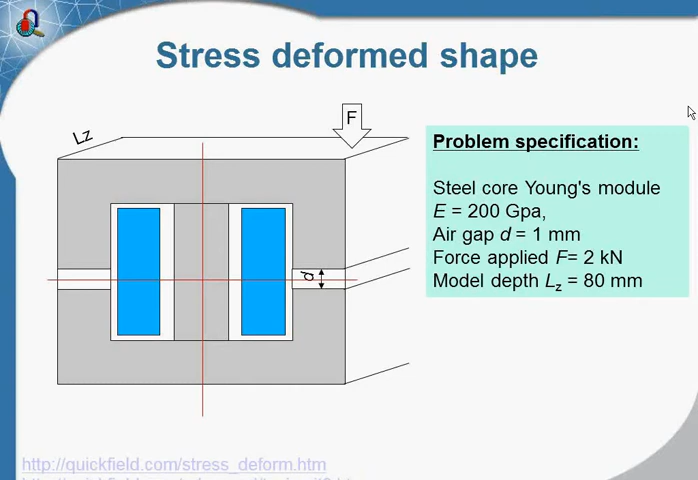 Stress deformed shape
Lz
F
d
Problem specification:
Steel core Young's module
E = 200 Gpa,
Air gap d = 1 mm
Force applied F= 2 kN
Model depth Lz = 80 mm
http://quickfield.com/stress_deform.htm